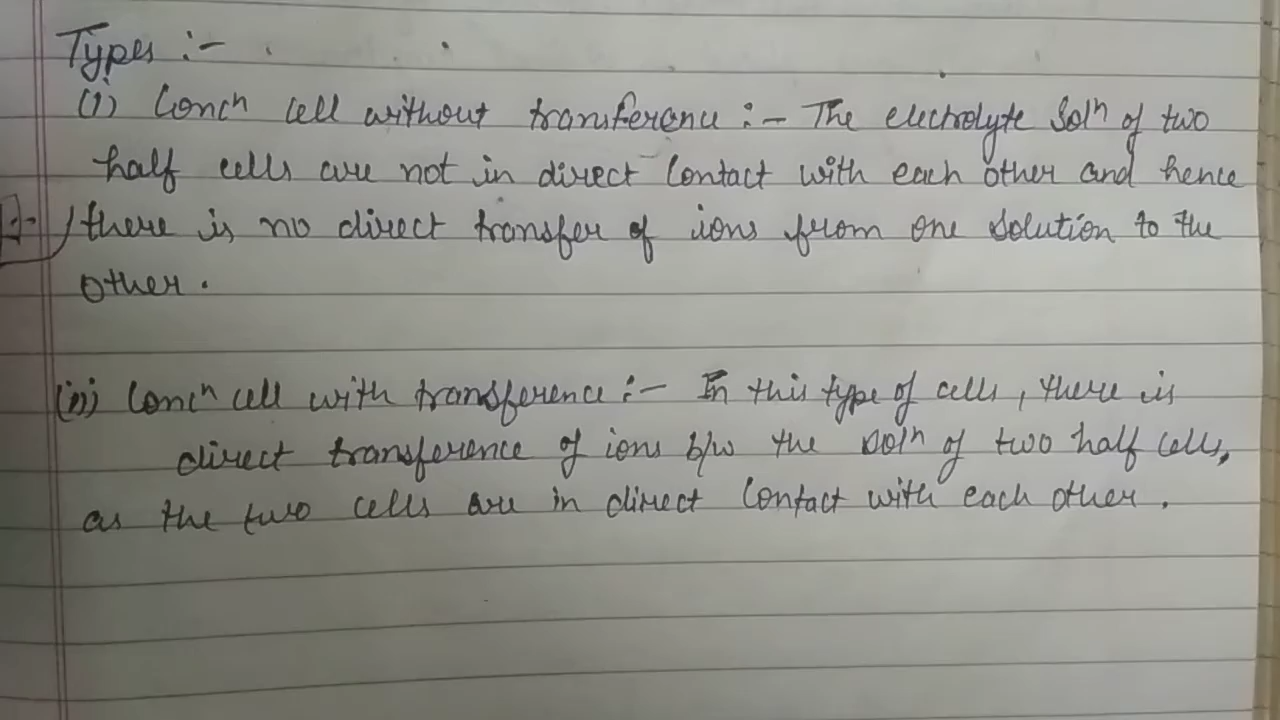 Types :-
(i) Concⁿ cell without transference :- The electrolyte Solⁿ of two
half cells are not in direct Contact with each other and hence
there is no direct transfer of ions from one solution to the
other.
(ii) Concⁿ cell with transference :- In this type of cells, there is
direct transference of ions b/w the solⁿ of two half cells,
as the two cells are in direct Contact with each other.